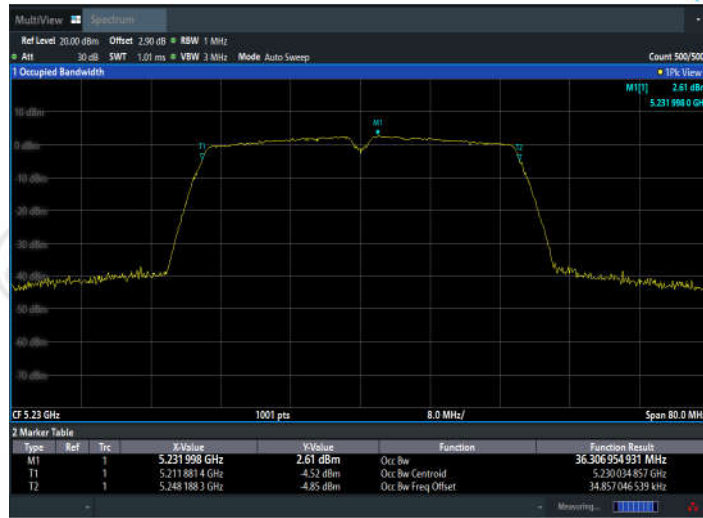 MultiView Spectrum
Ref Level 20.00 dBm Offset 2.90 dB RBW 1 MHz
Att 30 dB SWT 1.01 ms VBW 3 MHz Mode Auto Sweep Count 500/500
1 Occupied Bandwidth 1Pk View
M1[1] 2.61 dBm
5.231 998 0 GH
10 dBm
M1
0 dBm
T1 T2
-10 dBm
-20 dBm
-30 dBm
-40 dBm
-50 dBm
-60 dBm
-70 dBm
CF 5.23 GHz 1001 pts 8.0 MHz/ Span 80.0 MH
2 Marker Table
Type Ref Trc X-Value Y-Value Function Function Result
M1 1 5.231 998 GHz 2.61 dBm Occ Bw 36.306 954 931 MHz
T1 1 5.211 881 4 GHz -4.52 dBm Occ Bw Centroid 5.230 034 857 GHz
T2 1 5.248 188 3 GHz -4.85 dBm Occ Bw Freq Offset 34.857 046 539 kHz
Measuring...